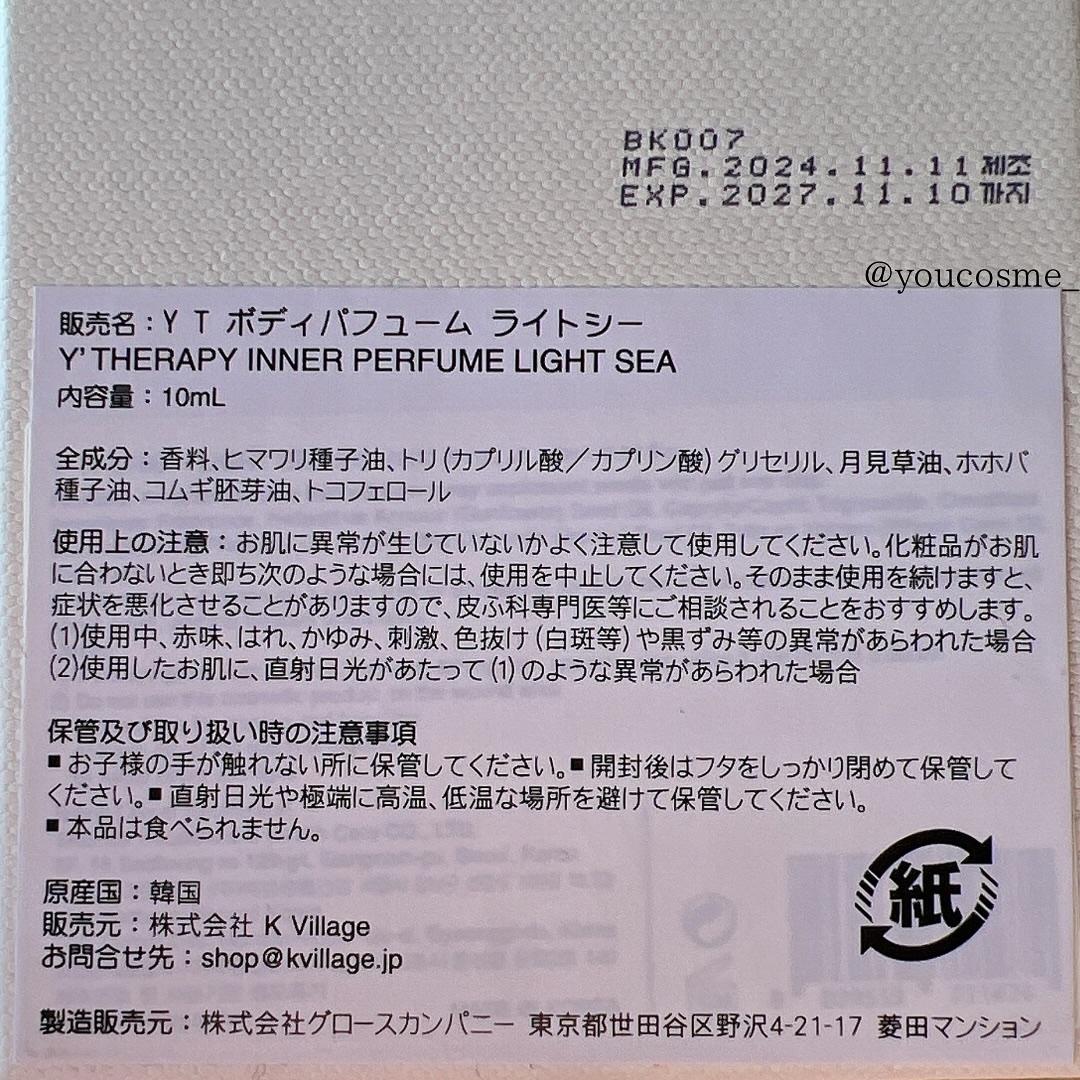 BK007
MFG.2024.11.11 제조
EXP.2027.11.10 까지
@youcosme_
販売名：Y T ボディパフューム ライトシー
Y' THERAPY INNER PERFUME LIGHT SEA
内容量：10mL
全成分：香料、ヒマワリ種子油、トリ(カプリル酸／カプリン酸)グリセリル、月見草油、ホホバ
種子油、コムギ胚芽油、トコフェロール
使用上の注意：お肌に異常が生じていないかよく注意して使用してください。化粧品がお肌
に合わないとき即ち次のような場合には、使用を中止してください。そのまま使用を続けますと、
症状を悪化させることがありますので、皮ふ科専門医等にご相談されることをおすすめします。
(1)使用中、赤味、はれ、かゆみ、刺激、色抜け(白斑等)や黒ずみ等の異常があらわれた場合
(2)使用したお肌に、直射日光があたって(1)のような異常があらわれた場合
保管及び取り扱い時の注意事項
■お子様の手が触れない所に保管してください。■開封後はフタをしっかり閉めて保管して
ください。■直射日光や極端に高温、低温な場所を避けて保管してください。
■本品は食べられません。
紙
原産国：韓国
販売元：株式会社 K Village
お問合せ先：shop@kvillage.jp
製造販売元：株式会社グロースカンパニー 東京都世田谷区野沢4-21-17 菱田マンション